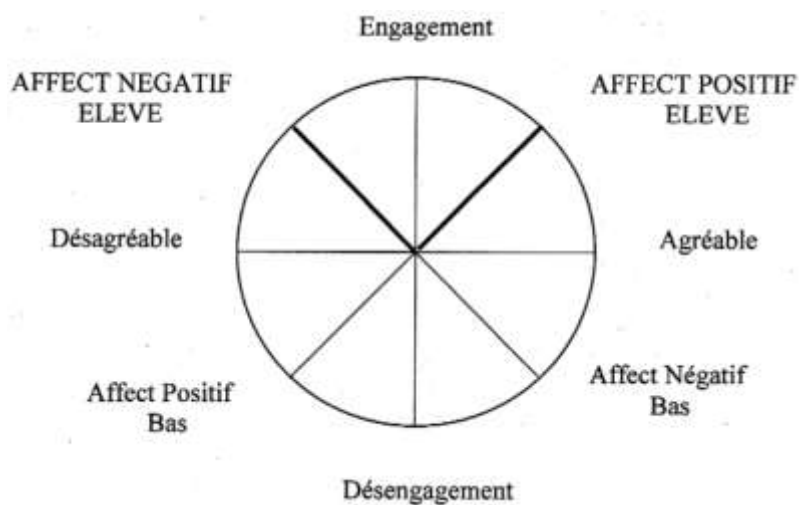 Engagement
AFFECT NEGATIF
ELEVE
AFFECT POSITIF
ELEVE
Désagréable
Agréable
Affect Positif
Bas
Affect Négatif
Bas
Désengagement